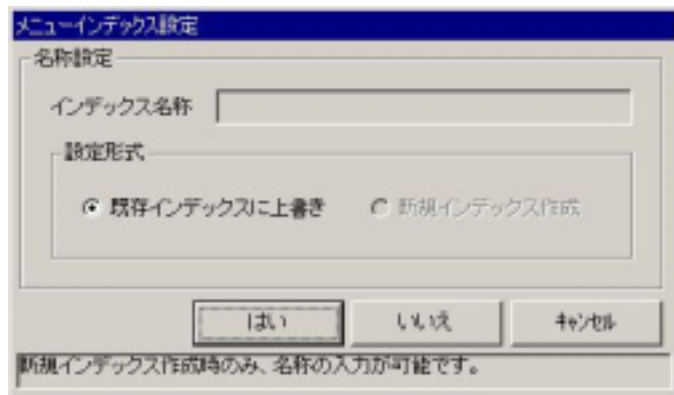 メニューインデックス設定
名称設定
インデックス名称
設定形式
既存インデックスに上書き
新規インデックス作成
はい
いいえ
キャンセル
新規インデックス作成時のみ、名称の入力が可能です。